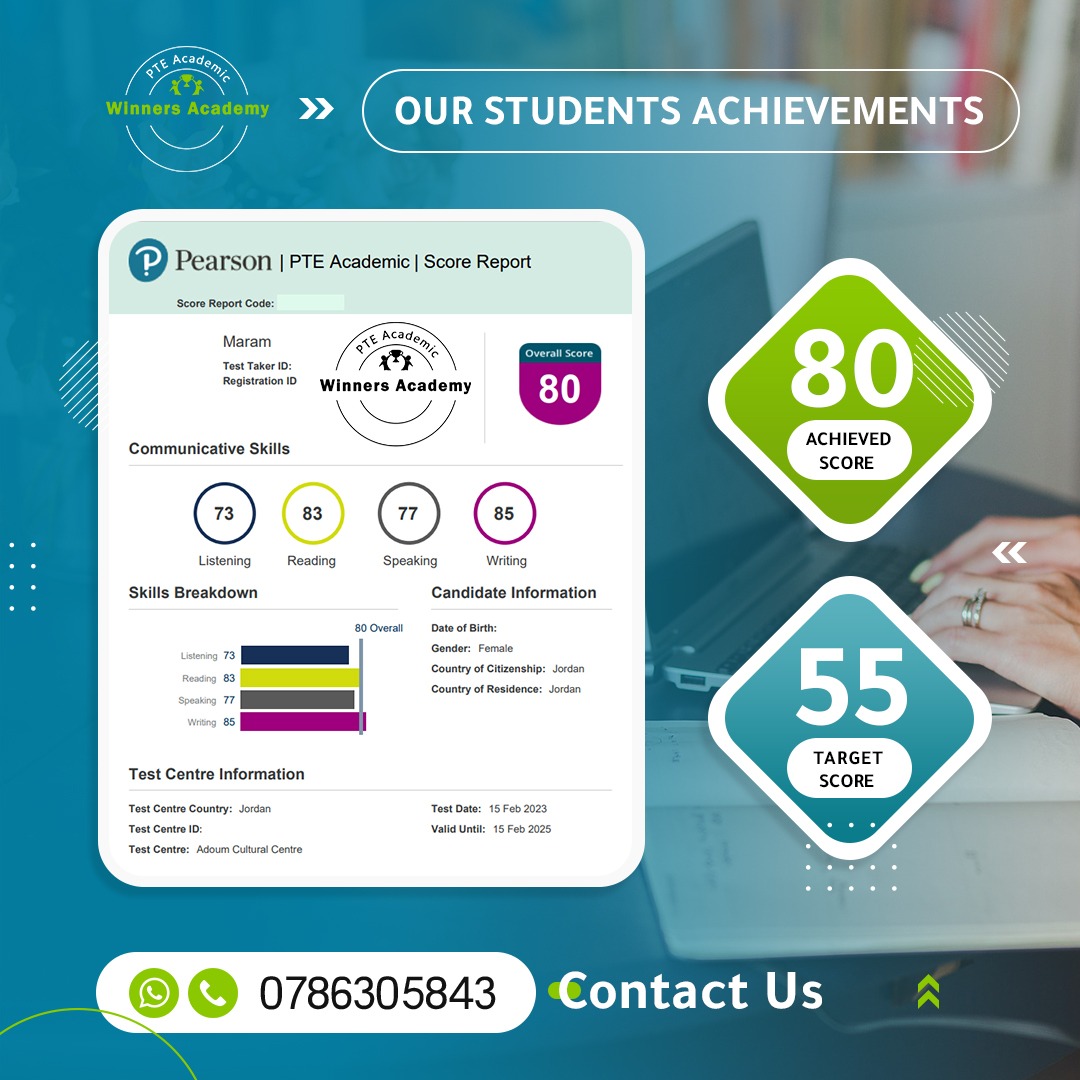 PTE Academic
Winners Academy
OUR STUDENTS ACHIEVEMENTS
Pearson | PTE Academic | Score Report
Score Report Code:
Maram
Test Taker ID:
Registration ID
PTE Academic
Winners Academy
Overall Score
80
Communicative Skills
73 83 77 85
Listening Reading Speaking Writing
Skills Breakdown
80 Overall
Listening 73
Reading 83
Speaking 77
Writing 85
Candidate Information
Date of Birth:
Gender: Female
Country of Citizenship: Jordan
Country of Residence: Jordan
Test Centre Information
Test Centre Country: Jordan
Test Centre ID:
Test Centre: Adoum Cultural Centre
Test Date: 15 Feb 2023
Valid Until: 15 Feb 2025
80
ACHIEVED
SCORE
55
TARGET
SCORE
0786305843
Contact Us